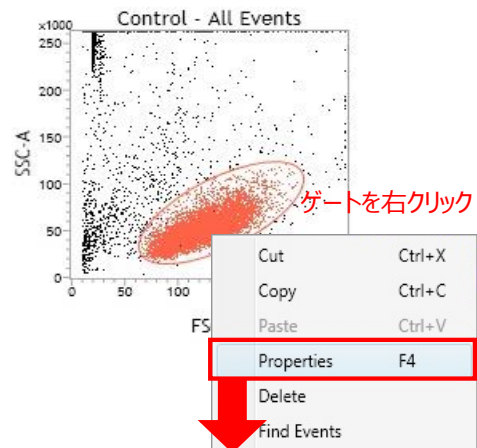 Control - All Events
x1000
250
200
150
100
50
0
SSC-A
0 50 100
FS
ゲートを右クリック
Cut Ctrl+X
Copy Ctrl+C
Paste Ctrl+V
Properties F4
Delete
Find Events